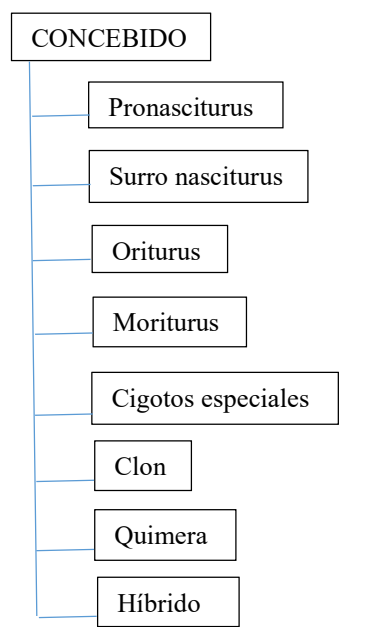 CONCEBIDO
Pronasciturus
Surro nasciturus
Oriturus
Moriturus
Cigotos especiales
Clon
Quimera
Híbrido